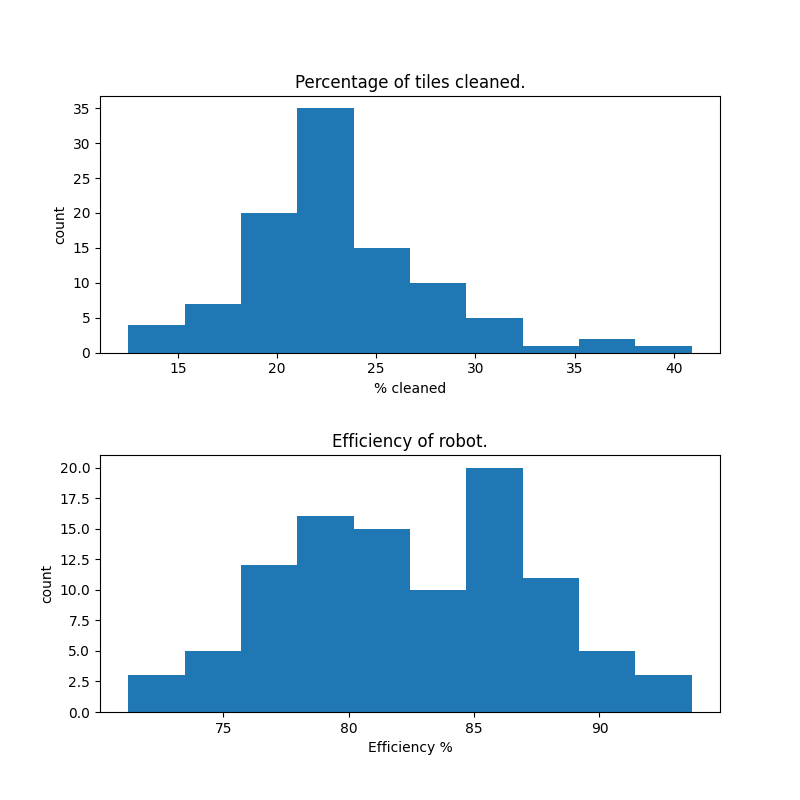 Percentage of tiles cleaned.
35
30
25
20
15
10
5
0
count
15 20 25 30 35 40
% cleaned
Efficiency of robot.
20.0
17.5
15.0
12.5
10.0
7.5
5.0
2.5
0.0
count
75 80 85 90
Efficiency %